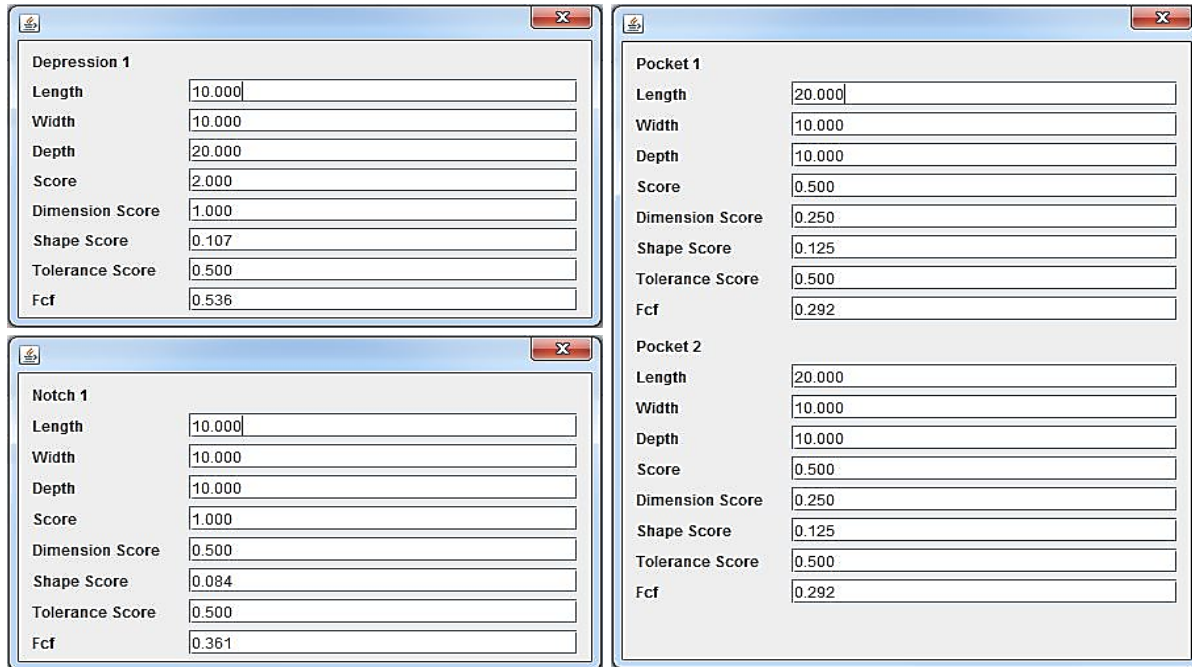 Depression 1
Length 10.000
Width 10.000
Depth 20.000
Score 2.000
Dimension Score 1.000
Shape Score 0.107
Tolerance Score 0.500
Fcf 0.536
Notch 1
Length 10.000
Width 10.000
Depth 10.000
Score 1.000
Dimension Score 0.500
Shape Score 0.084
Tolerance Score 0.500
Fcf 0.361
Pocket 1
Length 20.000
Width 10.000
Depth 10.000
Score 0.500
Dimension Score 0.250
Shape Score 0.125
Tolerance Score 0.500
Fcf 0.292
Pocket 2
Length 20.000
Width 10.000
Depth 10.000
Score 0.500
Dimension Score 0.250
Shape Score 0.125
Tolerance Score 0.500
Fcf 0.292